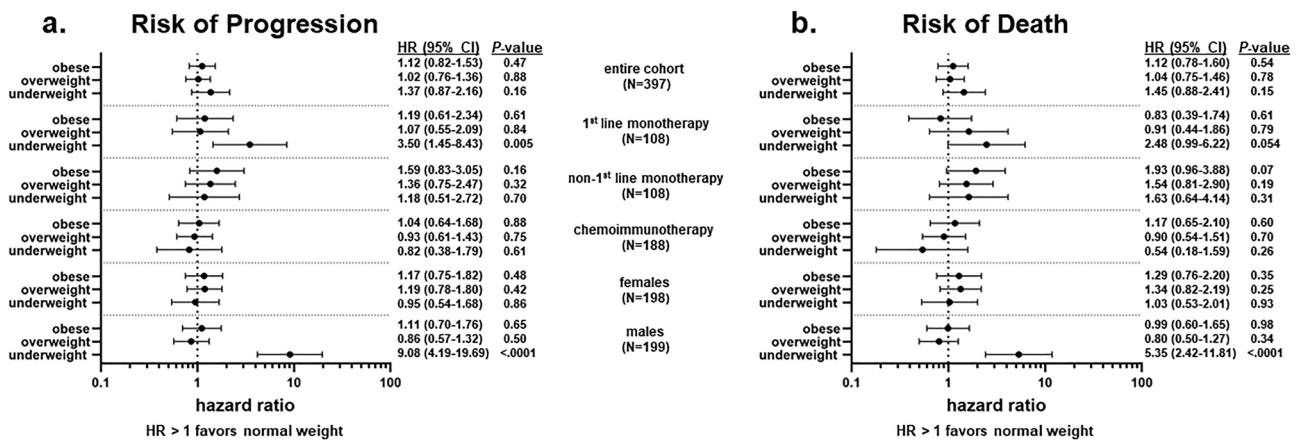 a. Risk of Progression
HR (95% CI) P-value
obese 1.12 (0.82-1.53) 0.47
overweight 1.02 (0.76-1.36) 0.88
underweight 1.37 (0.87-2.16) 0.16
obese 1.19 (0.61-2.34) 0.61
overweight 1.07 (0.55-2.09) 0.84
underweight 3.50 (1.45-8.43) 0.005
obese 1.59 (0.83-3.05) 0.16
overweight 1.36 (0.75-2.47) 0.32
underweight 1.18 (0.51-2.72) 0.70
obese 1.04 (0.64-1.68) 0.88
overweight 0.93 (0.61-1.43) 0.75
underweight 0.82 (0.38-1.79) 0.61
obese 1.17 (0.75-1.82) 0.48
overweight 1.19 (0.78-1.80) 0.42
underweight 0.95 (0.54-1.68) 0.86
obese 1.11 (0.70-1.76) 0.65
overweight 0.86 (0.57-1.32) 0.50
underweight 9.08 (4.19-19.69) <.0001
0.1 1 10 100
hazard ratio
HR > 1 favors normal weight
entire cohort
(N=397)
1st line monotherapy
(N=108)
non-1st line monotherapy
(N=108)
chemoimmunotherapy
(N=188)
females
(N=198)
males
(N=199)
b. Risk of Death
HR (95% CI) P-value
obese 1.12 (0.78-1.60) 0.54
overweight 1.04 (0.75-1.46) 0.78
underweight 1.45 (0.88-2.41) 0.15
obese 0.83 (0.39-1.74) 0.61
overweight 0.91 (0.44-1.86) 0.79
underweight 2.48 (0.99-6.22) 0.054
obese 1.93 (0.96-3.88) 0.07
overweight 1.54 (0.81-2.90) 0.19
underweight 1.63 (0.64-4.14) 0.31
obese 1.17 (0.65-2.10) 0.60
overweight 0.90 (0.54-1.51) 0.70
underweight 0.54 (0.18-1.59) 0.26
obese 1.29 (0.76-2.20) 0.35
overweight 1.34 (0.82-2.19) 0.25
underweight 1.03 (0.53-2.01) 0.93
obese 0.99 (0.60-1.65) 0.98
overweight 0.80 (0.50-1.27) 0.34
underweight 5.35 (2.42-11.81) <.0001
0.1 1 10 100
hazard ratio
HR > 1 favors normal weight